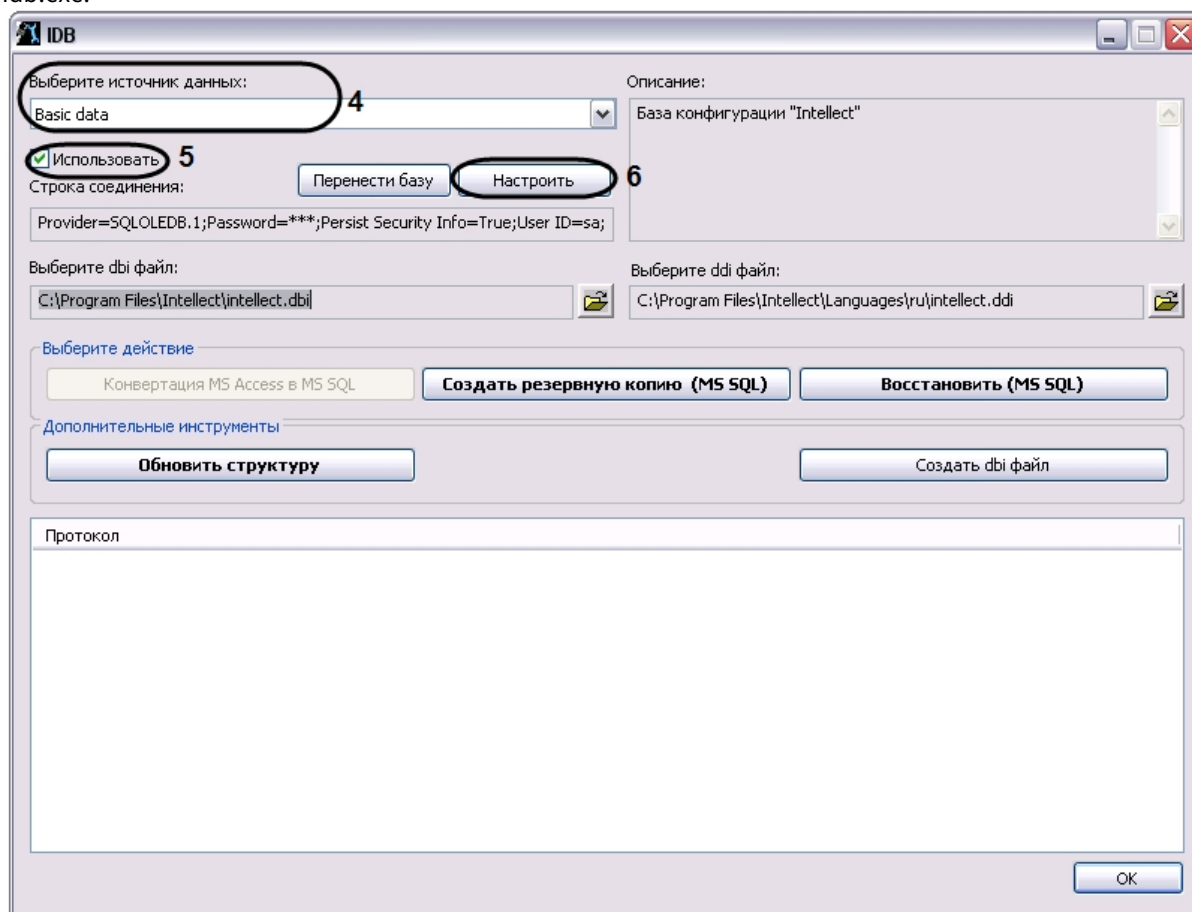 idb.exe.
IDB
Выберите источник данных:
4
Basic data
Описание:
База конфигурации "Intellect"
Использовать
5
Строка соединения:
Перенести базу
Настроить
6
Provider=SQLOLEDB.1;Password=***;Persist Security Info=True;User ID=sa;
Выберите dbi файл:
Выберите ddi файл:
C:\Program Files\Intellect\intellect.dbi
C:\Program Files\Intellect\Languages\ru\intellect.ddi
Выберите действие
Конвертация MS Access в MS SQL
Создать резервную копию (MS SQL)
Восстановить (MS SQL)
Дополнительные инструменты
Обновить структуру
Создать dbi файл
Протокол
OK